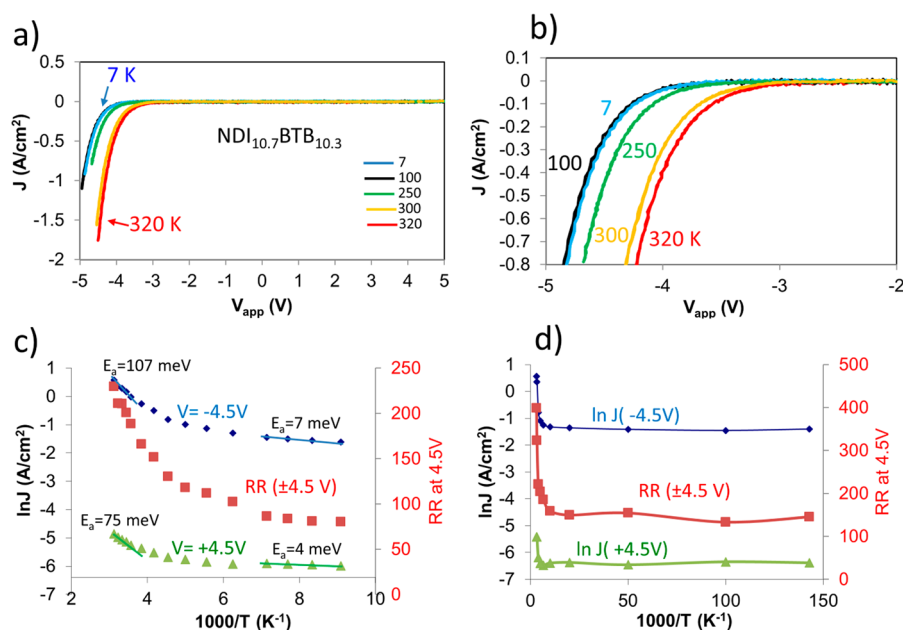 a)
7 K
NDI10.7BTB10.3
7
100
250
300
320
320 K
J (A/cm2)
0.5
0
-0.5
-1
-1.5
-2
-5 -4 -3 -2 -1 0 1 2 3 4 5
Vapp (V)
b)
7
100
250
300
320 K
J (A/cm2)
0.1
0
-0.1
-0.2
-0.3
-0.4
-0.5
-0.6
-0.7
-0.8
-5 -4 -3 -2
Vapp (V)
c)
Ea=107 meV
V= -4.5V
Ea=7 meV
RR (±4.5 V)
Ea=75 meV
V= +4.5V
Ea=4 meV
lnJ (A/cm2)
1
0
-1
-2
-3
-4
-5
-6
-7
2 4 6 8 10
1000/T (K-1)
250
200
150
100
50
0
RR at 4.5V
d)
ln J( -4.5V)
RR (±4.5 V)
ln J(+4.5V)
lnJ (A/cm2)
1
0
-1
-2
-3
-4
-5
-6
-7
0 50 100 150
1000/T (K-1)
500
400
300
200
100
0
RR at 4.5V